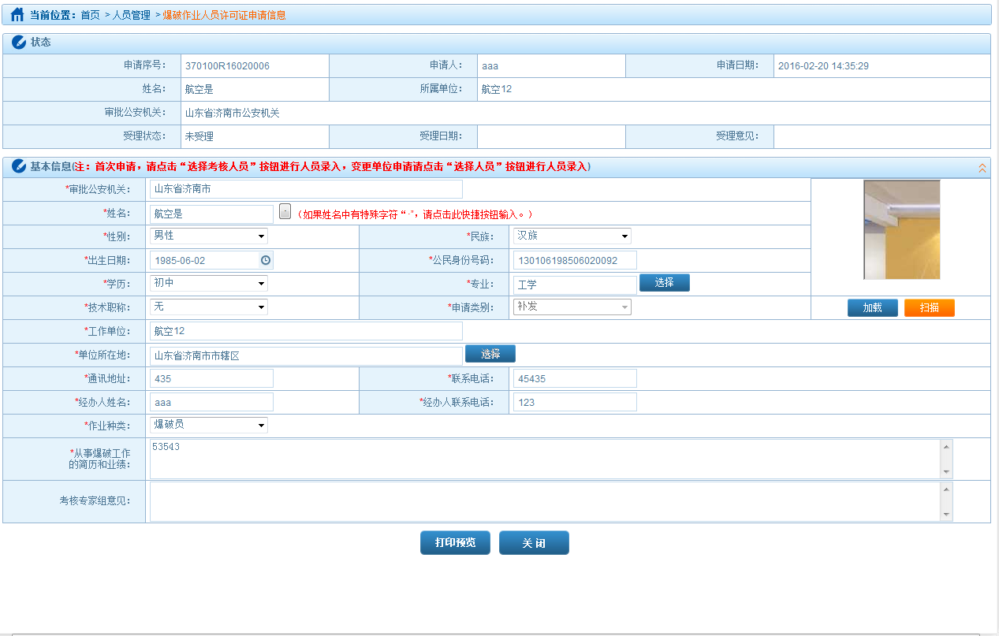 当前位置: 首页 > 人员管理 > 爆破作业人员许可证申请信息
状态
申请序号: 370100R16020006 申请人: aaa 申请日期: 2016-02-20 14:35:29
姓名: 航空是 所属单位: 航空12
审批公安机关: 山东省济南市公安机关
受理状态: 未受理 受理日期: 受理意见:
基本信息(注：首次申请，请点击“选择考核人员”按钮进行人员录入，变更单位申请请点击“选择人员”按钮进行人员录入)
*审批公安机关: 山东省济南市
*姓名: 航空是 · （如果姓名中有特殊字符“·”，请点击此快捷按钮输入。）
*性别: 男性 *民族: 汉族
*出生日期: 1985-06-02 *公民身份号码: 130106198506020092
*学历: 初中 *专业: 工学 选择
*技术职称: 无 *申请类别: 补发 加载 扫描
*工作单位: 航空12
*单位所在地: 山东省济南市市辖区 选择
*通讯地址: 435 *联系电话: 45435
*经办人姓名: aaa *经办人联系电话: 123
*作业种类: 爆破员
*从事爆破工作
的简历和业绩: 53543
考核专家组意见:
打印预览 关 闭